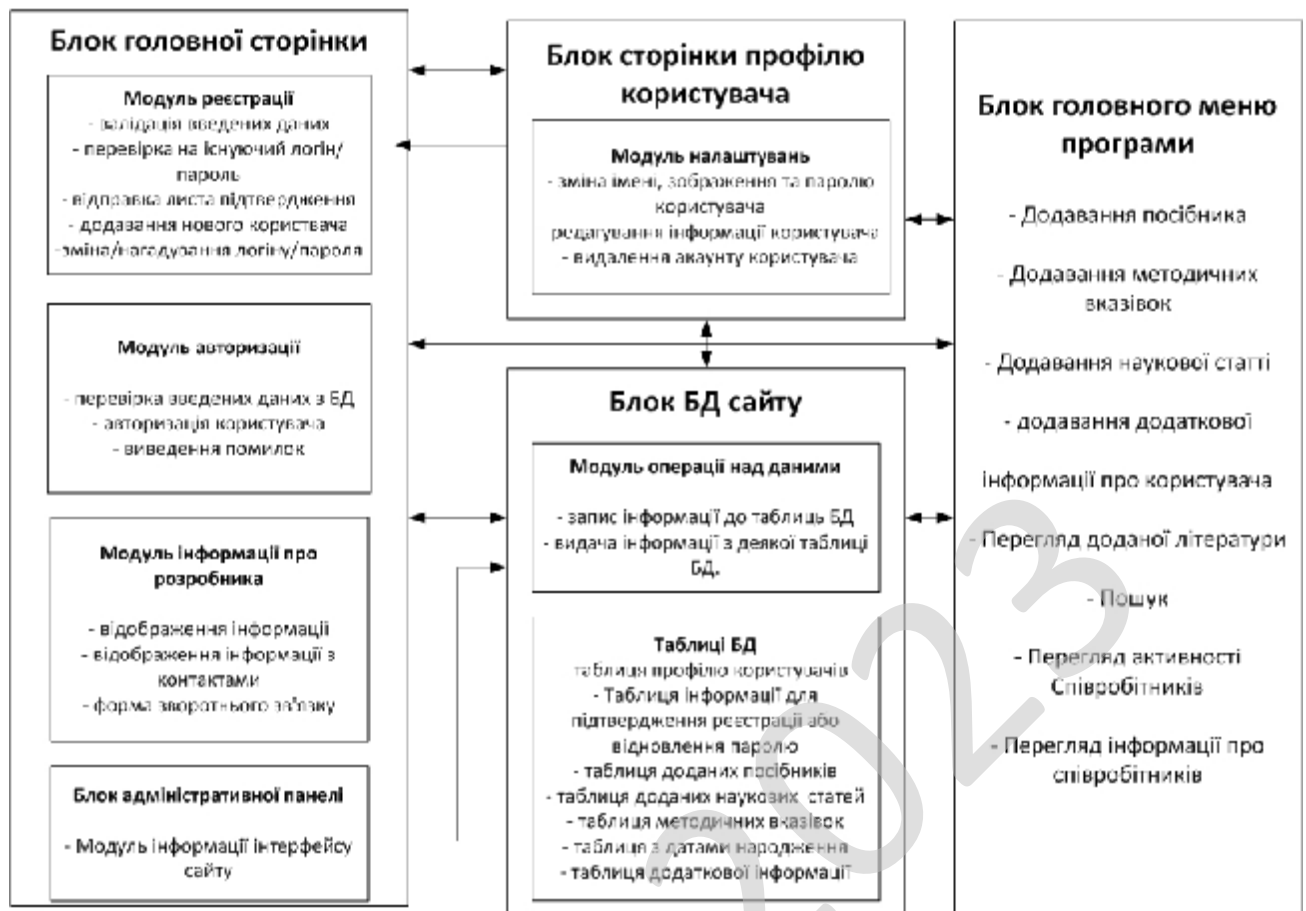 Блок головної сторінки
Модуль реєстрації
- валідація введених даних
- перевірка на існуючий логін/
пароль
- відправка листа підтвердження
- додавання нового користвача
-зміна/нагадування логіну/пароля
Модуль авторизації
- перевірка введених даних з БД
- авторизація користувача
- виведення помилок
Модуль інформації про
розробника
- відображення інформації
- відображення інформації з
контактами
- форма зворотнього зв'язку
Блок адміністративної панелі
- Модуль інформації інтерфейсу
сайту
Блок сторінки профілю
користувача
Модуль налаштувань
- зміна імені, зображення та паролю
користувача
редагування інформації користувача
- видалення акаунту користувача
Блок БД сайту
Модуль операції над даними
- запис інформації до таблиць БД
- видача інформації з деякої таблиці
БД.
Таблиці БД
таблиця профілю користувачів
- Таблиця інформації для
підтвердження реєстрації або
відновлення паролю
- таблиця доданих посібників
- таблиця доданих наукових статей
- таблиця методичних вказівок
- таблиця з датами народження
- таблиця додаткової інформації
Блок головного меню
програми
- Додавання посібника
- Додавання методичних
вказівок
- Додавання наукової статті
- додавання додаткової
інформації про користувача
- Перегляд доданої літератури
- Пошук
- Перегляд активності
Співробітників
- Перегляд інформації про
співробітників
2023